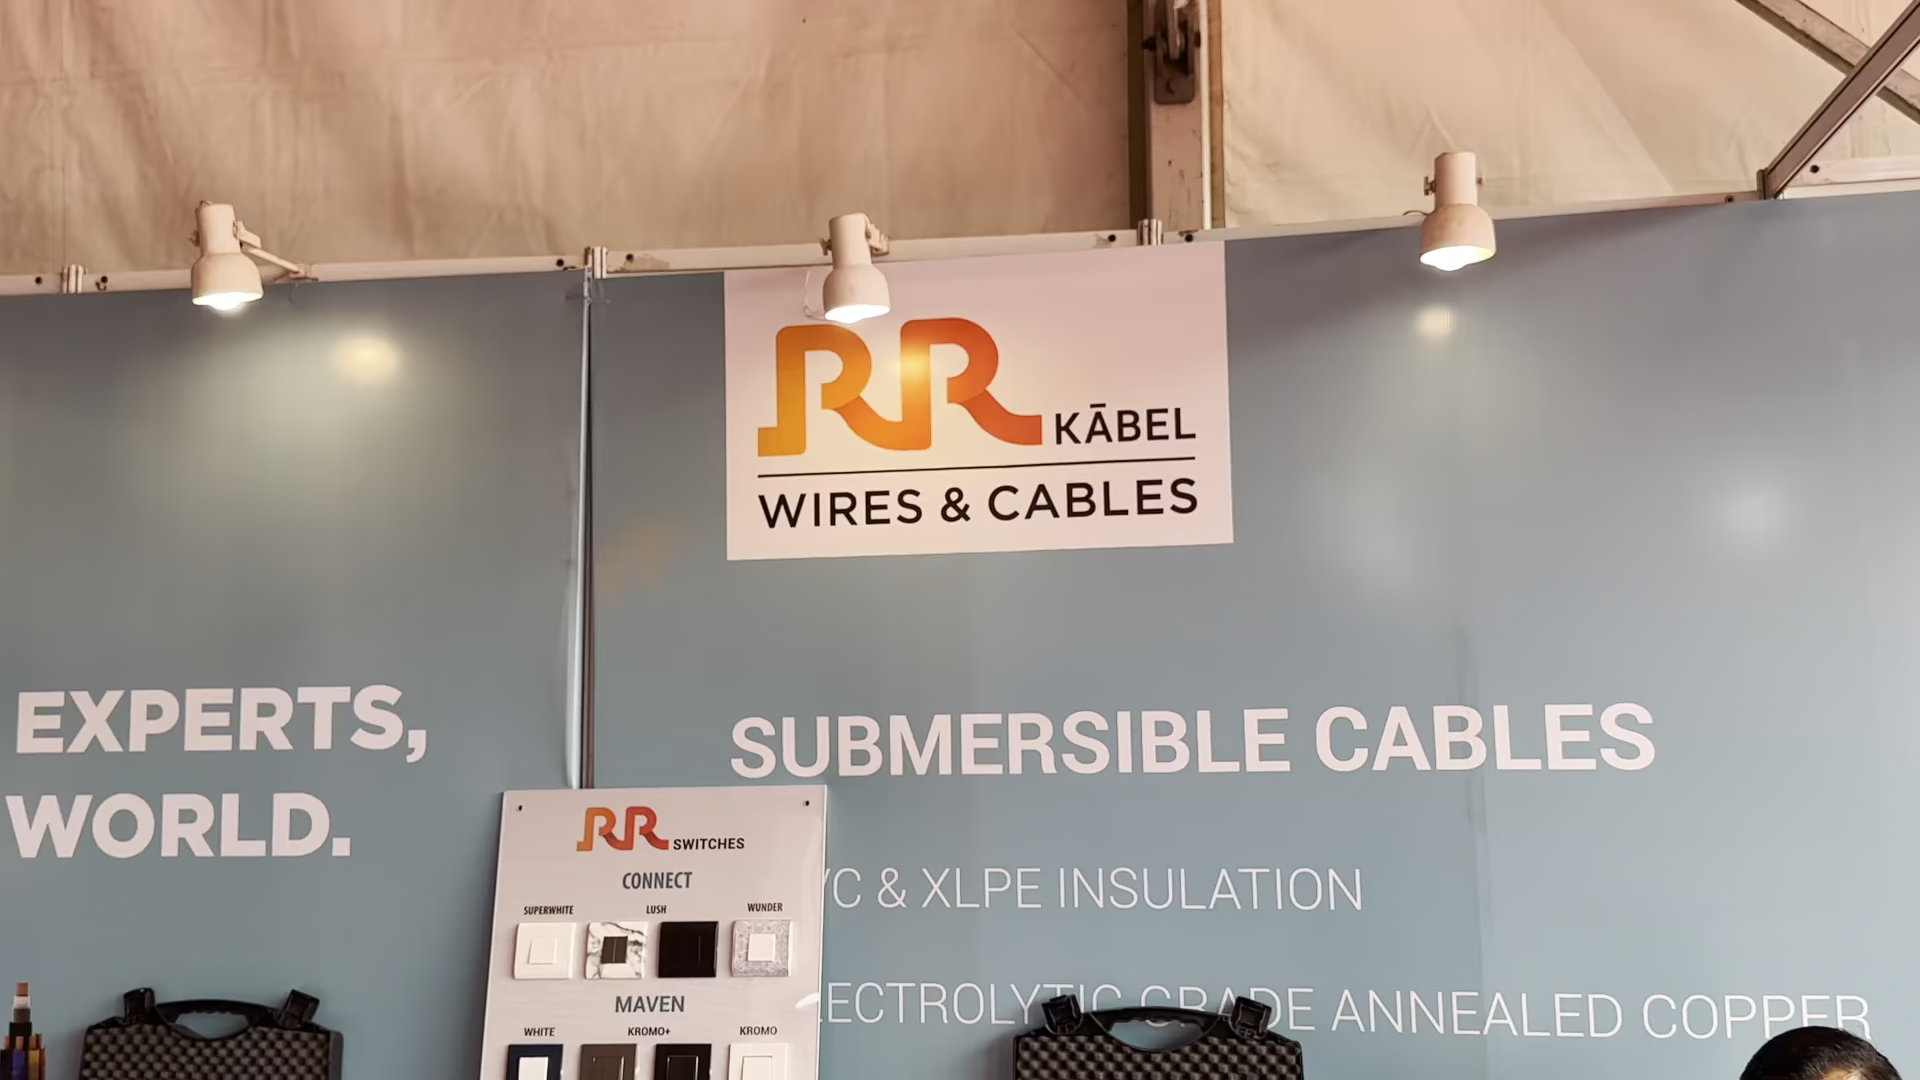 RR KĀBEL
WIRES & CABLES
EXPERTS,
WORLD.
SUBMERSIBLE CABLES
& XLPE INSULATION
GRADE ANNEALED COPPER
RR SWITCHES
CONNECT
SUPERWHITE LUSH WUNDER
MAVEN
WHITE KROMO+ KROMO